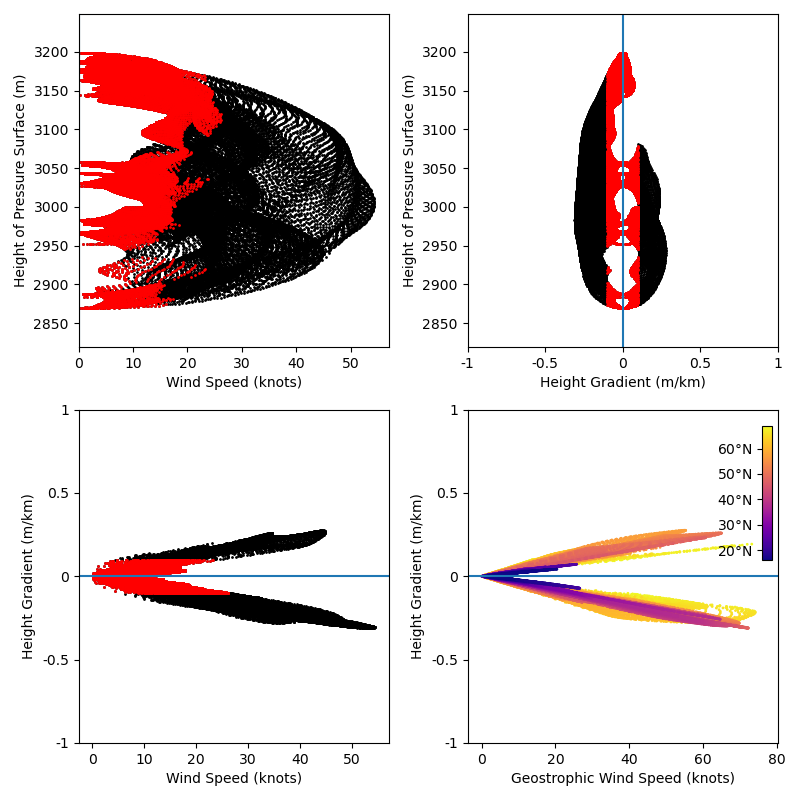 3200
3150
3100
3050
3000
2950
2900
2850
0 10 20 30 40 50
Wind Speed (knots)
Height of Pressure Surface (m)
3200
3150
3100
3050
3000
2950
2900
2850
-1 -0.5 0 0.5 1
Height Gradient (m/km)
Height of Pressure Surface (m)
1
0.5
0
-0.5
-1
0 10 20 30 40 50
Wind Speed (knots)
Height Gradient (m/km)
1
0.5
0
-0.5
-1
0 20 40 60 80
Geostrophic Wind Speed (knots)
Height Gradient (m/km)
60°N
50°N
40°N
30°N
20°N